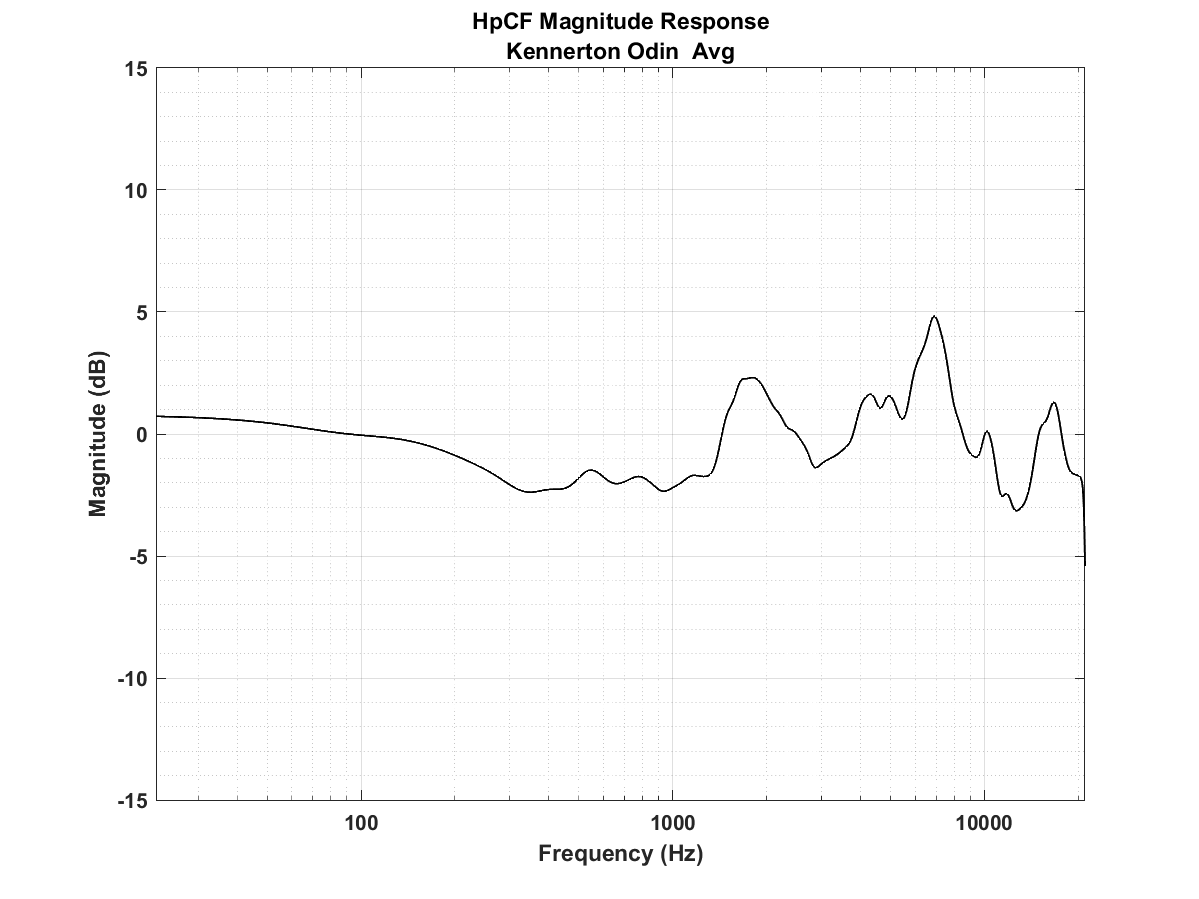 HpCF Magnitude Response
Kennerton Odin  Avg
15
10
5
0
-5
-10
-15
Magnitude (dB)
100
1000
10000
Frequency (Hz)